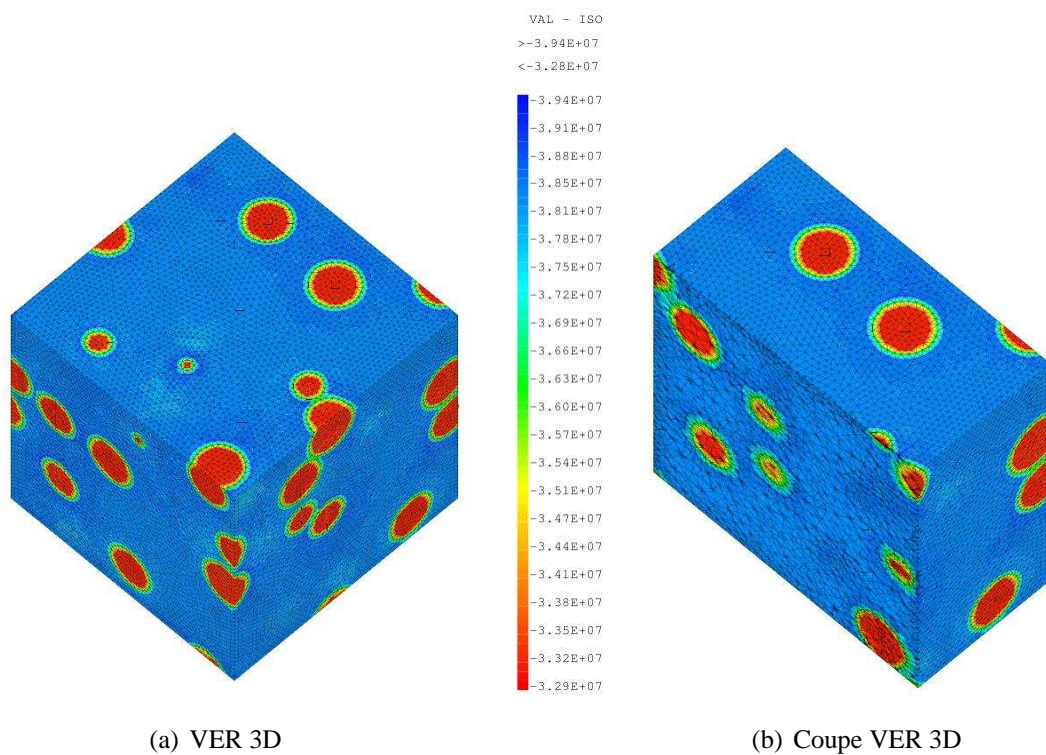 VAL - ISO
>-3.94E+07
<-3.28E+07
-3.94E+07
-3.91E+07
-3.88E+07
-3.85E+07
-3.81E+07
-3.78E+07
-3.75E+07
-3.72E+07
-3.69E+07
-3.66E+07
-3.63E+07
-3.60E+07
-3.57E+07
-3.54E+07
-3.51E+07
-3.47E+07
-3.44E+07
-3.41E+07
-3.38E+07
-3.35E+07
-3.32E+07
-3.29E+07
(a) VER 3D
(b) Coupe VER 3D